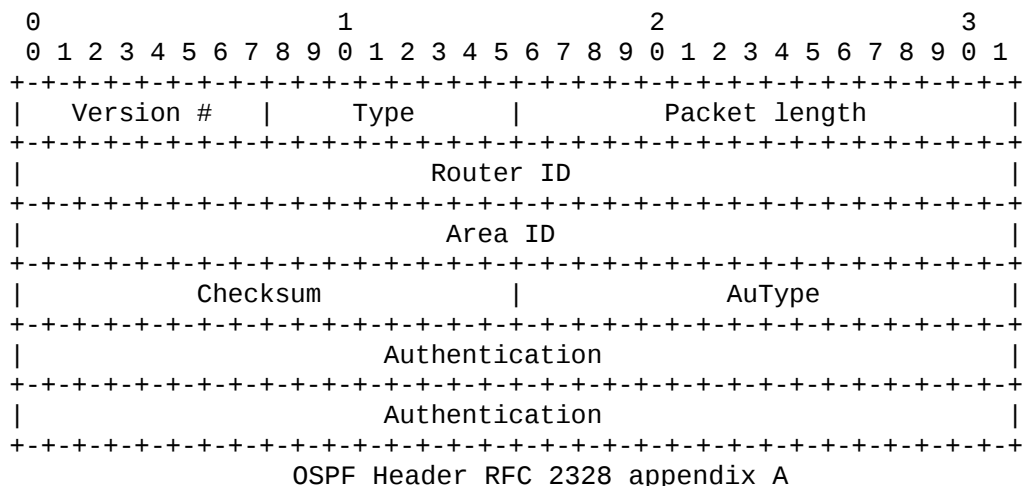 0                   1                   2                   3
 0 1 2 3 4 5 6 7 8 9 0 1 2 3 4 5 6 7 8 9 0 1 2 3 4 5 6 7 8 9 0 1
+-+-+-+-+-+-+-+-+-+-+-+-+-+-+-+-+-+-+-+-+-+-+-+-+-+-+-+-+-+-+-+-+
|   Version #   |     Type      |         Packet length         |
+-+-+-+-+-+-+-+-+-+-+-+-+-+-+-+-+-+-+-+-+-+-+-+-+-+-+-+-+-+-+-+-+
|                          Router ID                            |
+-+-+-+-+-+-+-+-+-+-+-+-+-+-+-+-+-+-+-+-+-+-+-+-+-+-+-+-+-+-+-+-+
|                           Area ID                             |
+-+-+-+-+-+-+-+-+-+-+-+-+-+-+-+-+-+-+-+-+-+-+-+-+-+-+-+-+-+-+-+-+
|           Checksum            |             AuType            |
+-+-+-+-+-+-+-+-+-+-+-+-+-+-+-+-+-+-+-+-+-+-+-+-+-+-+-+-+-+-+-+-+
|                       Authentication                          |
+-+-+-+-+-+-+-+-+-+-+-+-+-+-+-+-+-+-+-+-+-+-+-+-+-+-+-+-+-+-+-+-+
|                       Authentication                          |
+-+-+-+-+-+-+-+-+-+-+-+-+-+-+-+-+-+-+-+-+-+-+-+-+-+-+-+-+-+-+-+-+
                  OSPF Header RFC 2328 appendix A